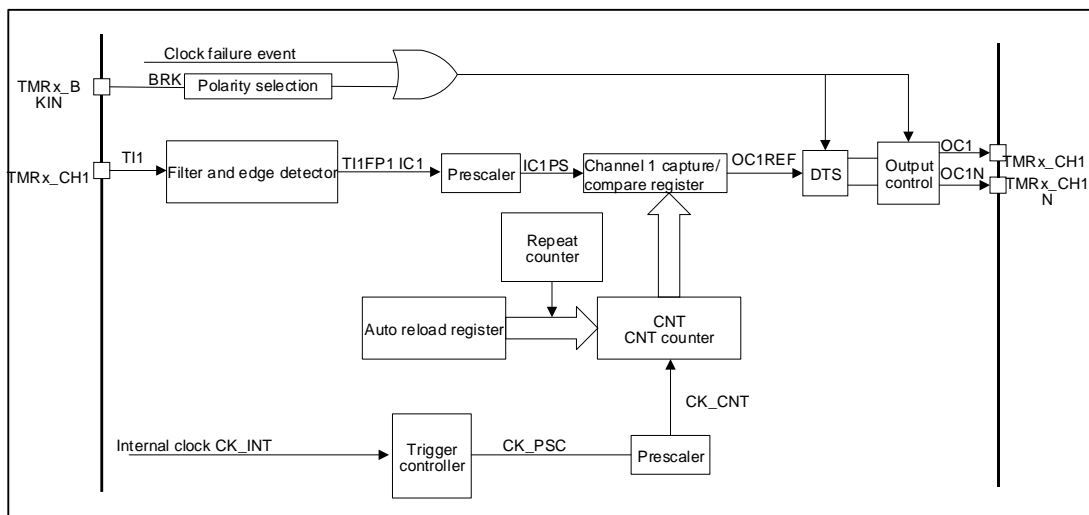 Clock failure event
TMRx_B
KIN
BRK
Polarity selection
TMRx_CH1
TI1
Filter and edge detector
TI1FP1 IC1
Prescaler
IC1PS
Channel 1 capture/
compare register
OC1REF
DTS
Output
control
OC1
OC1N
TMRx_CH1
TMRx_CH1
N
Repeat
counter
Auto reload register
CNT
CNT counter
CK_CNT
Internal clock CK_INT
Trigger
controller
CK_PSC
Prescaler